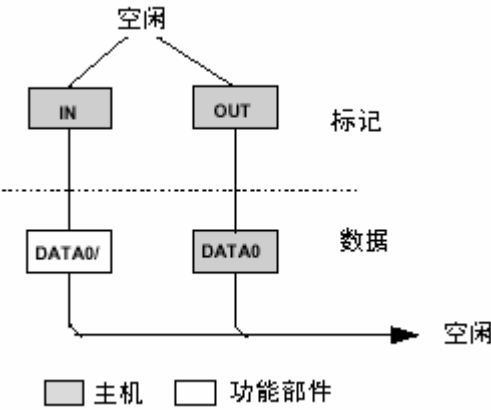 空闲
IN OUT 标记
DATA0/ DATA0 数据
空闲
主机 功能部件